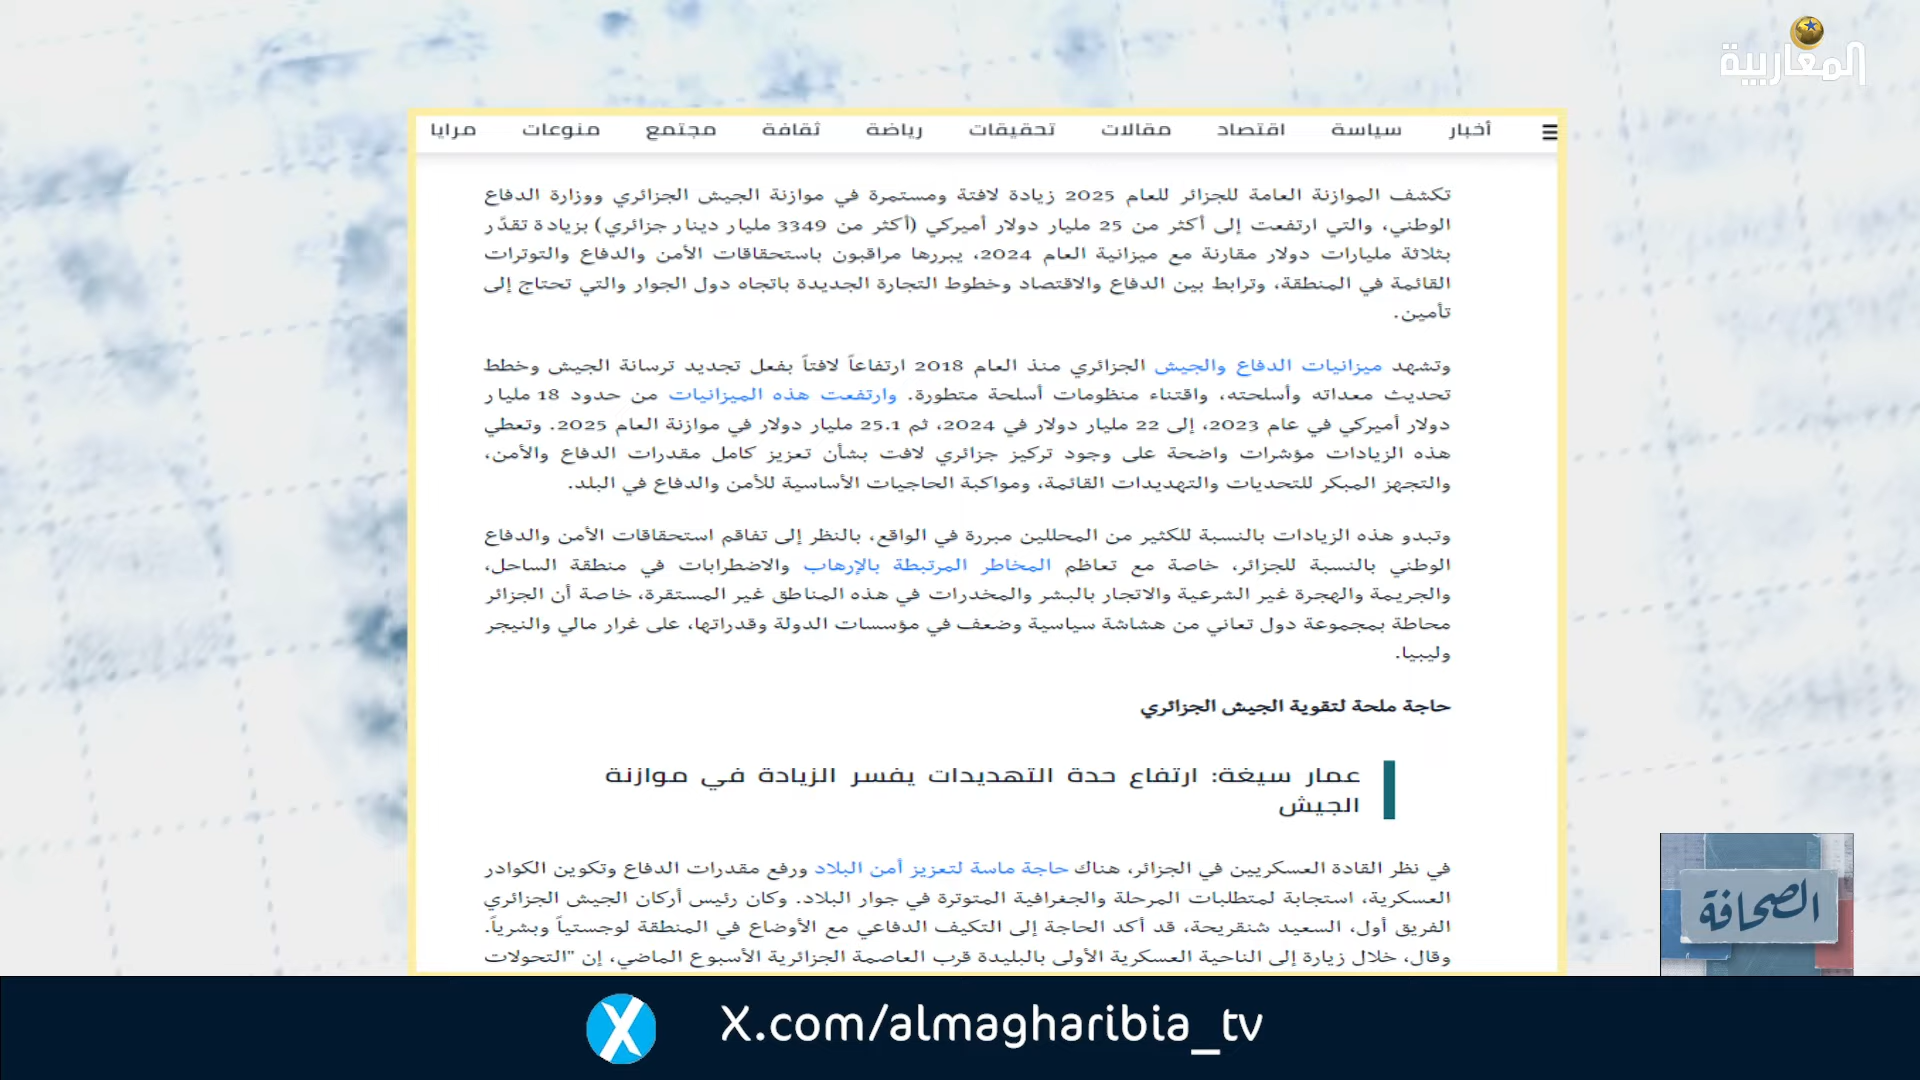 المغاربية
أخبار سياسة اقتصاد مقالات تحقيقات رياضة ثقافة مجتمع منوعات مرايا
تكشف الموازنة العامة للجزائر للعام 2025 زيادة لافتة ومستمرة في موازنة الجيش الجزائري ووزارة الدفاع
الوطني، والتي ارتفعت إلى أكثر من 25 مليار دولار أميركي (أكثر من 3349 مليار دينار جزائري) بزيادة تقدّر
بثلاثة مليارات دولار مقارنة مع ميزانية العام 2024، يبررها مراقبون باستحقاقات الأمن والدفاع والتوترات
القائمة في المنطقة، وترابط بين الدفاع والاقتصاد وخطوط التجارة الجديدة باتجاه دول الجوار والتي تحتاج إلى
تأمين.
وتشهد ميزانيات الدفاع والجيش الجزائري منذ العام 2018 ارتفاعاً لافتاً بفعل تجديد ترسانة الجيش وخطط
تحديث معداته وأسلحته، واقتناء منظومات أسلحة متطورة. وارتفعت هذه الميزانيات من حدود 18 مليار
دولار أميركي في عام 2023، إلى 22 مليار دولار في 2024، ثم 25.1 مليار دولار في موازنة العام 2025. وتعطي
هذه الزيادات مؤشرات واضحة على وجود تركيز جزائري لافت بشأن تعزيز كامل مقدرات الدفاع والأمن،
والتجهز المبكر للتحديات والتهديدات القائمة، ومواكبة الحاجيات الأساسية للأمن والدفاع في البلد.
وتبدو هذه الزيادات بالنسبة للكثير من المحللين مبررة في الواقع، بالنظر إلى تفاقم استحقاقات الأمن والدفاع
الوطني بالنسبة للجزائر، خاصة مع تعاظم المخاطر المرتبطة بالإرهاب والاضطرابات في منطقة الساحل،
والجريمة والهجرة غير الشرعية والاتجار بالبشر والمخدرات في هذه المناطق غير المستقرة، خاصة أن الجزائر
محاطة بمجموعة دول تعاني من هشاشة سياسية وضعف في مؤسسات الدولة وقدراتها، على غرار مالي والنيجر
وليبيا.
حاجة ملحة لتقوية الجيش الجزائري
عمار سيغة: ارتفاع حدة التهديدات يفسر الزيادة في موازنة
الجيش
في نظر القادة العسكريين في الجزائر، هناك حاجة ماسة لتعزيز أمن البلاد ورفع مقدرات الدفاع وتكوين الكوادر
العسكرية، استجابة لمتطلبات المرحلة والجغرافية المتوترة في جوار البلاد. وكان رئيس أركان الجيش الجزائري
الفريق أول، السعيد شنقريحة، قد أكد الحاجة إلى التكيف الدفاعي مع الأوضاع في المنطقة لوجستياً وبشرياً.
وقال، خلال زيارة إلى الناحية العسكرية الأولى بالبليدة قرب العاصمة الجزائرية الأسبوع الماضي، إن "التحولات
الصحافة
X.com/almagharibia_tv